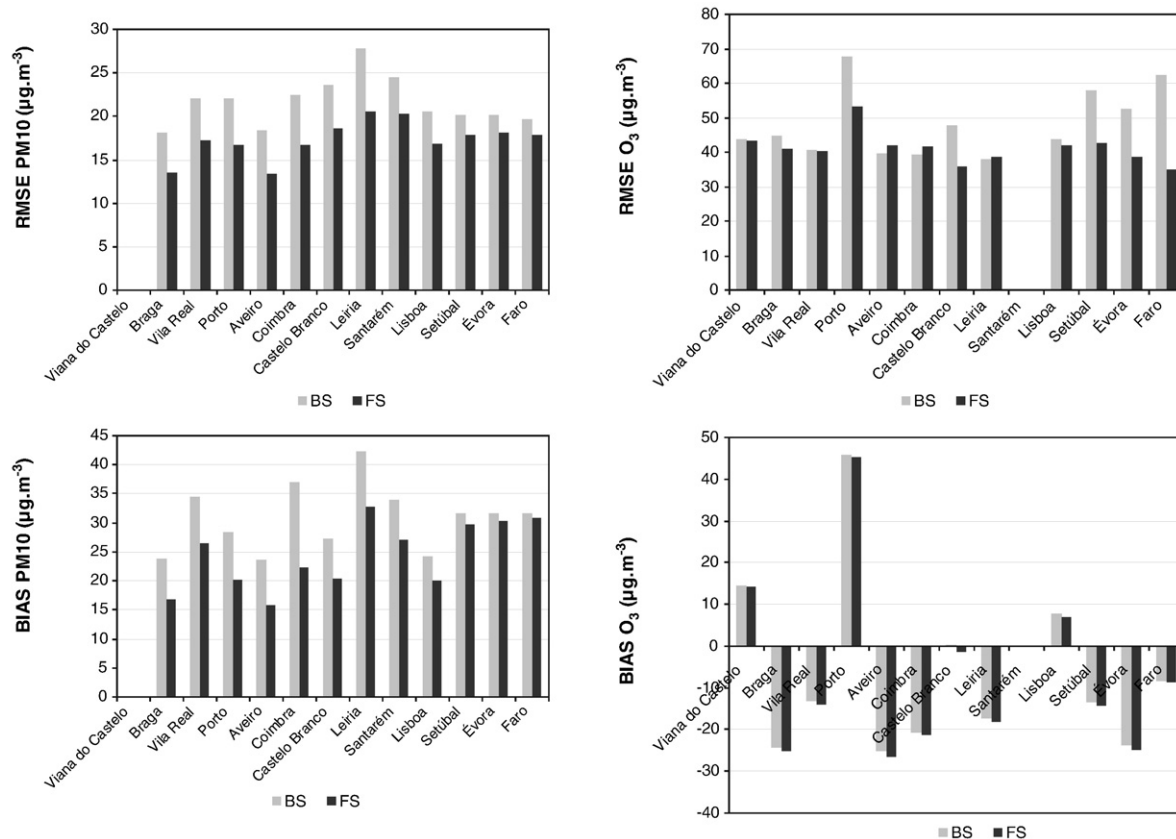 RMSE PM10 (µg.m-³)
30
25
20
15
10
5
0
Viana do Castelo
Braga
Vila Real
Porto
Aveiro
Coimbra
Castelo Branco
Leíria
Santarém
Lisboa
Setúbal
Évora
Faro
BS FS
RMSE O₃ (µg.m-³)
80
70
60
50
40
30
20
10
0
Viana do Castelo
Braga
Vila Real
Porto
Aveiro
Coimbra
Castelo Branco
Leíria
Santarém
Lisboa
Setúbal
Évora
Faro
BS FS
BIAS PM10 (µg.m-³)
45
40
35
30
25
20
15
10
5
0
Viana do Castelo
Braga
Vila Real
Porto
Aveiro
Coimbra
Castelo Branco
Leíria
Santarém
Lisboa
Setúbal
Évora
Faro
BS FS
BIAS O₃ (µg.m-³)
50
40
30
20
10
0
-10
-20
-30
-40
Viana do Castelo
Braga
Vila Real
Porto
Aveiro
Coimbra
Castelo Branco
Leíria
Santarém
Lisboa
Setúbal
Évora
Faro
BS FS